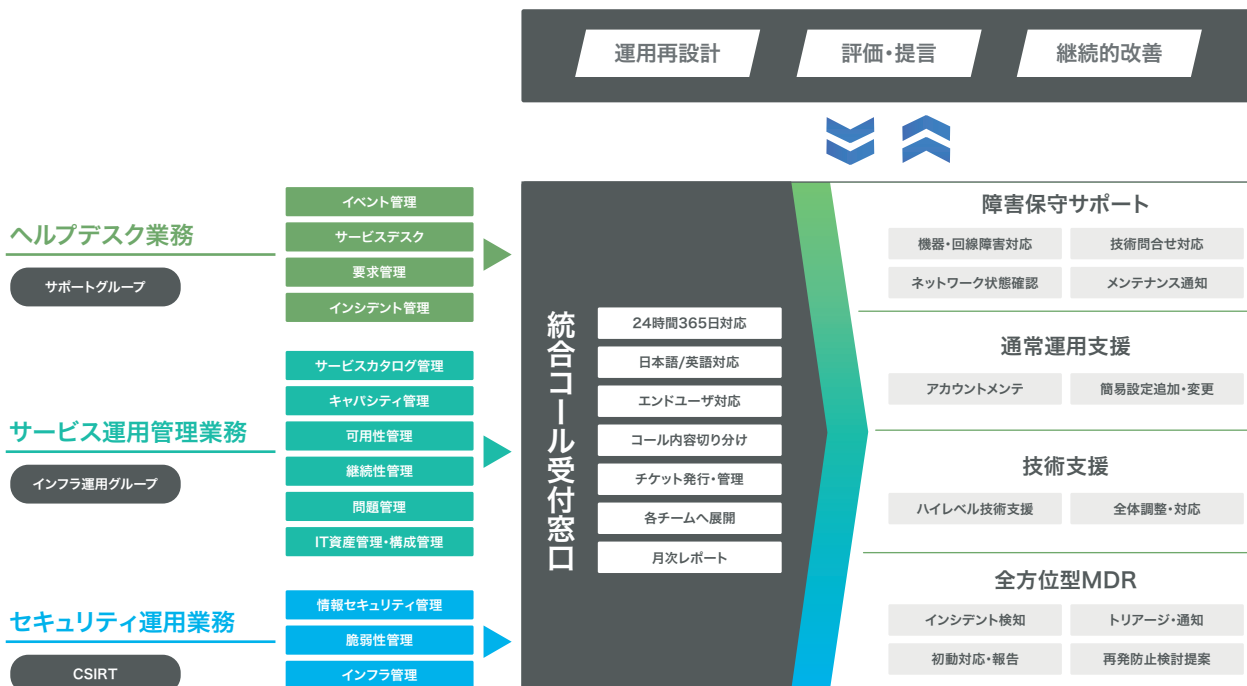 運用再設計
評価・提言
継続的改善
ヘルプデスク業務
サポートグループ
イベント管理
サービスデスク
要求管理
インシデント管理
サービス運用管理業務
インフラ運用グループ
サービスカタログ管理
キャパシティ管理
可用性管理
継続性管理
問題管理
IT資産管理・構成管理
セキュリティ運用業務
CSIRT
情報セキュリティ管理
脆弱性管理
インフラ管理
統合コール受付窓口
24時間365日対応
日本語/英語対応
エンドユーザ対応
コール内容切り分け
チケット発行・管理
各チームへ展開
月次レポート
障害保守サポート
機器・回線障害対応
技術問合せ対応
ネットワーク状態確認
メンテナンス通知
通常運用支援
アカウントメンテ
簡易設定追加・変更
技術支援
ハイレベル技術支援
全体調整・対応
全方位型MDR
インシデント検知
トリアージ・通知
初動対応・報告
再発防止検討提案